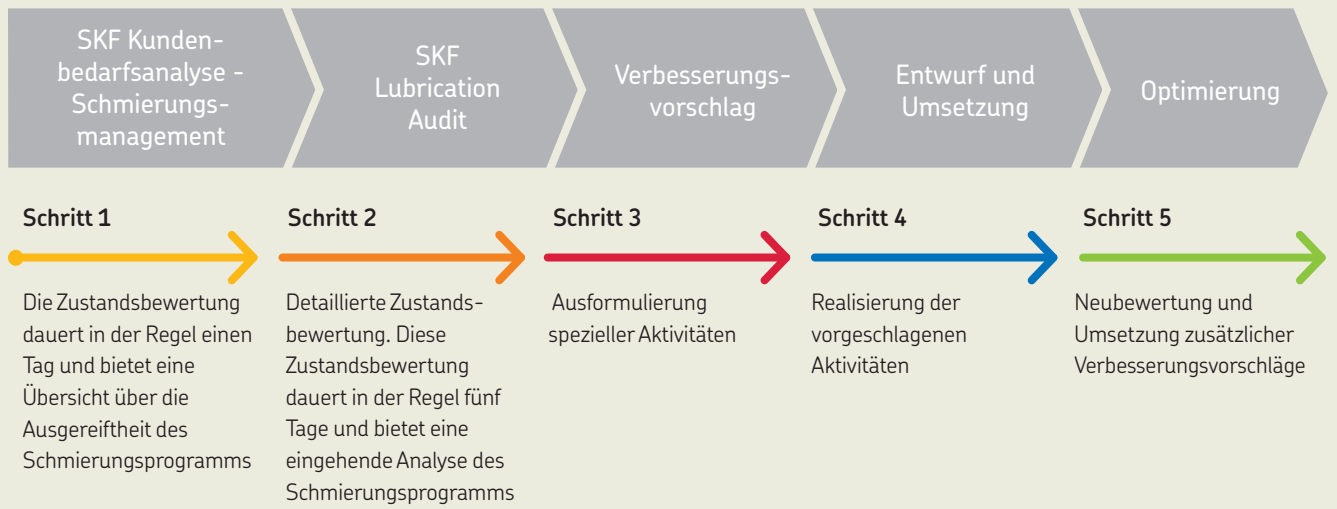 SKF Kunden-
bedarfsanalyse -
Schmierungs-
management
SKF
Lubrication
Audit
Verbesserungs-
vorschlag
Entwurf und
Umsetzung
Optimierung
Schritt 1
Die Zustandsbewertung
dauert in der Regel einen
Tag und bietet eine
Übersicht über die
Ausgereiftheit des
Schmierungsprogramms
Schritt 2
Detaillierte Zustands-
bewertung. Diese
Zustandsbewertung
dauert in der Regel fünf
Tage und bietet eine
eingehende Analyse des
Schmierungsprogramms
Schritt 3
Ausformulierung
spezieller Aktivitäten
Schritt 4
Realisierung der
vorgeschlagenen
Aktivitäten
Schritt 5
Neubewertung und
Umsetzung zusätzlicher
Verbesserungsvorschläge